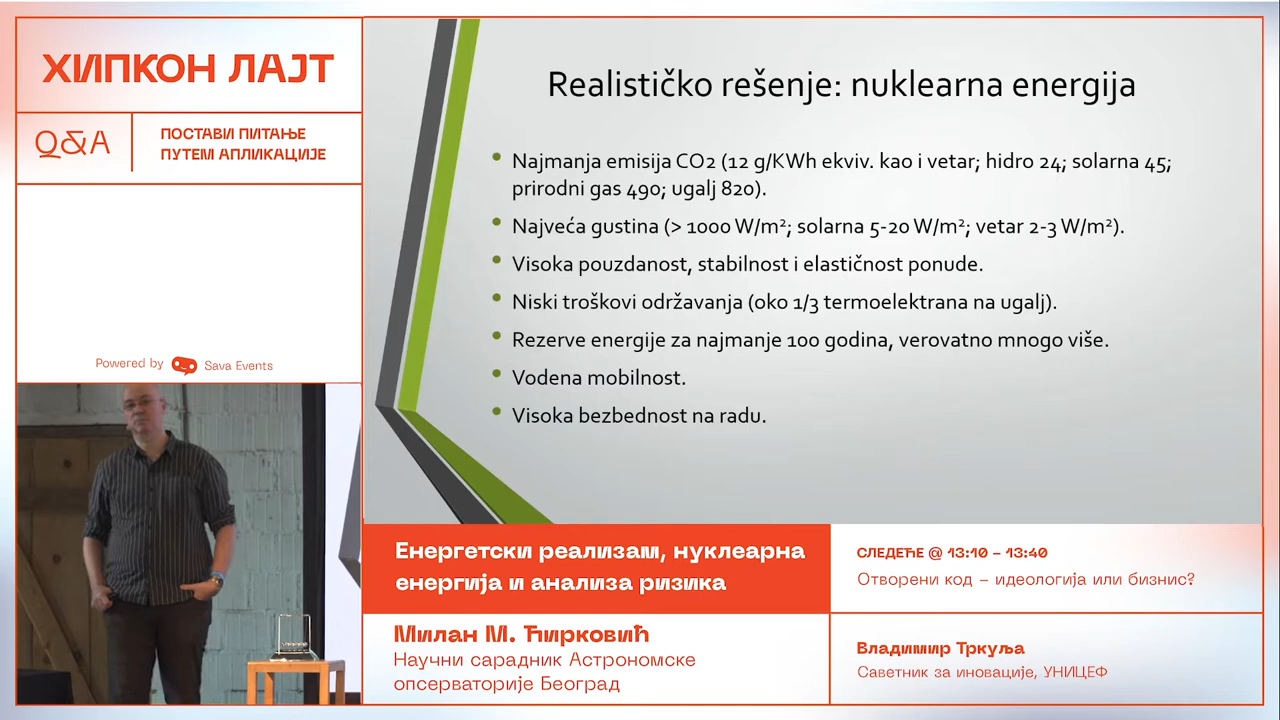 ХИПКОН ЛАЈТ
Q&A
ПОСТАВИ ПИТАЊЕ
ПУТЕМ АПЛИКАЦИЈЕ
Powered by Sava Events
Realističko rešenje: nuklearna energija
• Najmanja emisija CO2 (12 g/KWh ekviv. kao i vetar; hidro 24; solarna 45;
prirodni gas 490; ugalj 820).
• Najveća gustina (> 1000 W/m²; solarna 5-20 W/m²; vetar 2-3 W/m²).
• Visoka pouzdanost, stabilnost i elastičnost ponude.
• Niski troškovi održavanja (oko 1/3 termoelektrana na ugalj).
• Rezerve energije za najmanje 100 godina, verovatno mnogo više.
• Vodena mobilnost.
• Visoka bezbednost na radu.
Енергетски реализам, нуклеарна
енергија и анализа ризика
Милан М. Ћирковић
Научни сарадник Астрономске
опсерваторије Београд
СЛЕДЕЋЕ @ 13:10 – 13:40
Отворени код – идеологија или бизнис?
Владимир Тркуља
Саветник за иновације, УНИЦЕФ